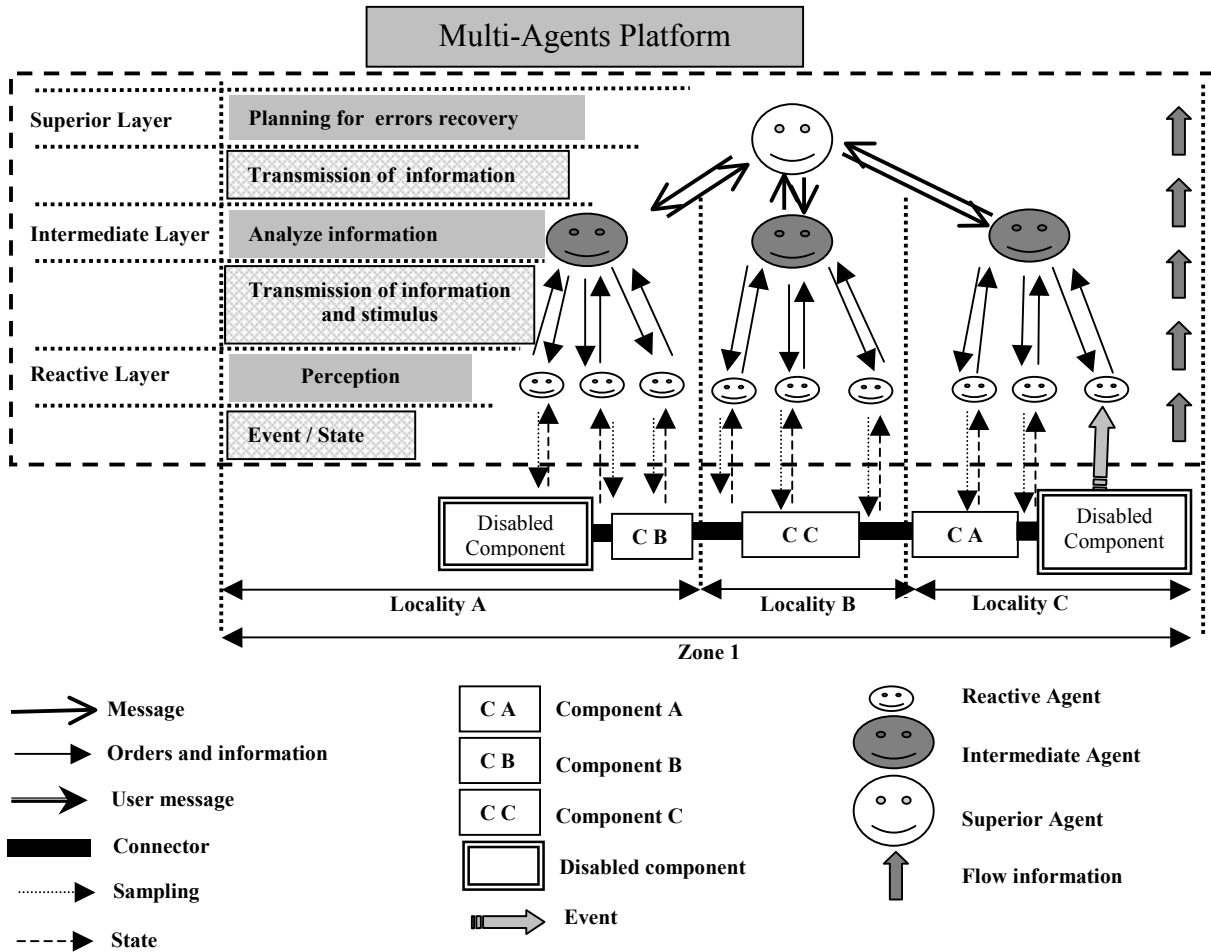 Multi-Agents Platform
Superior Layer
Planning for errors recovery
Transmission of information
Intermediate Layer
Analyze information
Transmission of information
and stimulus
Reactive Layer
Perception
Event / State
Disabled
Component
C B
C C
C A
Disabled
Component
Locality A
Locality B
Locality C
Zone 1
Message
Orders and information
User message
Connector
Sampling
State
C A
Component A
C B
Component B
C C
Component C
Disabled component
Event
Reactive Agent
Intermediate Agent
Superior Agent
Flow information